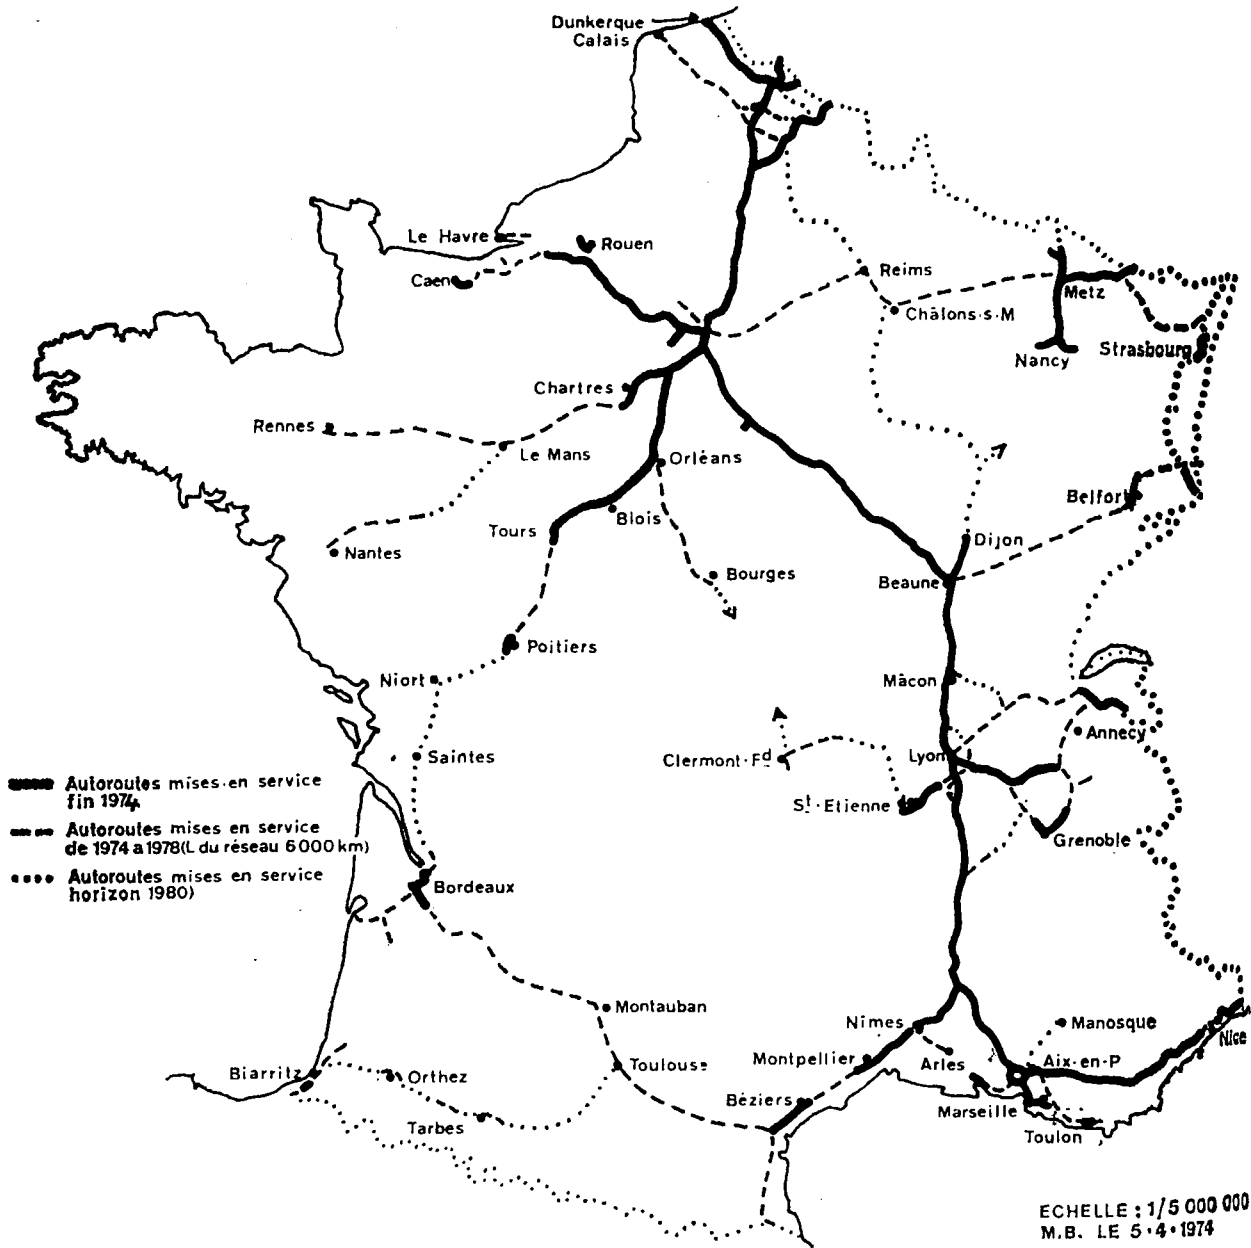 Dunkerque
Calais
Le Havre
Rouen
Caen
Reims
Châlons-s-M
Metz
Nancy
Strasbourg
Chartres
Rennes
Le Mans
Orléans
Blois
Tours
Nantes
Bourges
Dijon
Beaune
Belfort
Poitiers
Niort
Mâcon
Annecy
Saintes
Clermont-Fd
Lyon
St-Etienne
Grenoble
Autoroutes mises-en service
fin 1974
Autoroutes mises en service
de 1974 a 1978(L du réseau 6000 km)
Autoroutes mises en service
horizon 1980)
Bordeaux
Montauban
Nîmes
Manosque
Nice
Montpellier
Arles
Aix-en-P
Toulouse
Biarritz
Orthez
Béziers
Marseille
Tarbes
Toulon
ECHELLE : 1/5 000 000
M.B. LE 5-4-1974